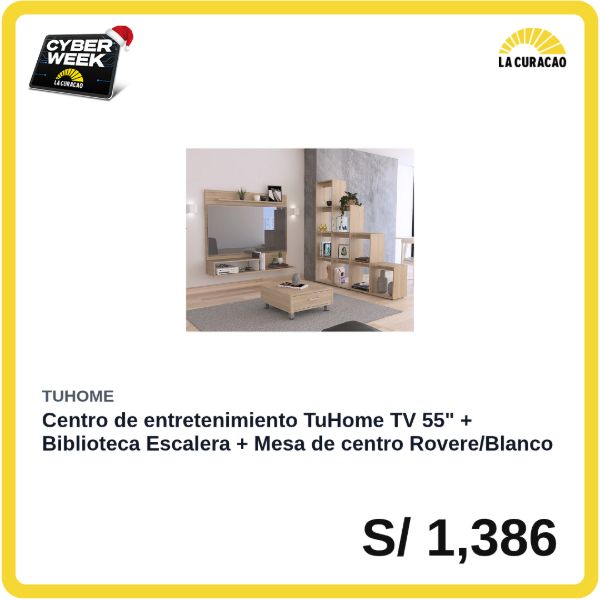 CYBER
WEEK
LA CURACAO
LA CURACAO
TUHOME
Centro de entretenimiento TuHome TV 55" +
Biblioteca Escalera + Mesa de centro Rovere/Blanco
S/ 1,386